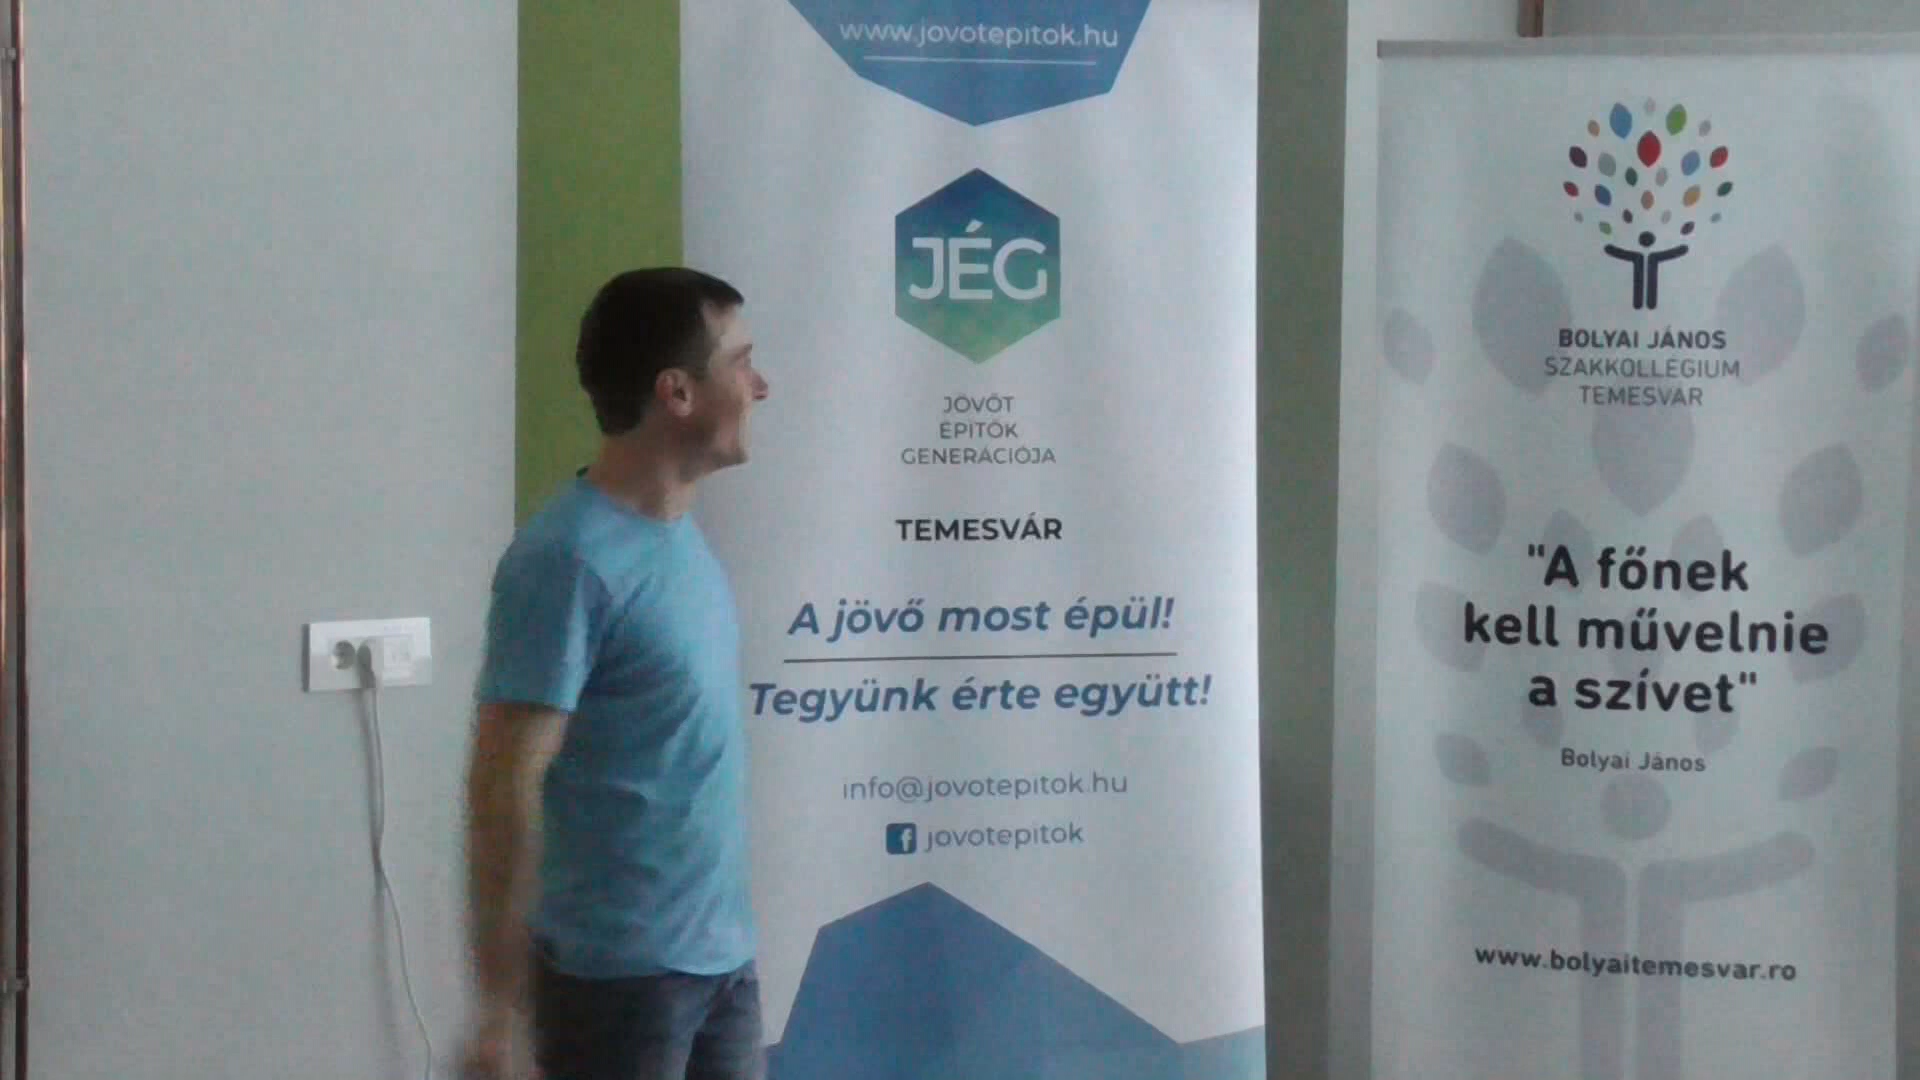 www.jovotepitok.hu
JÉG
JÖVŐT
ÉPÍTŐK
GENERÁCIÓJA
TEMESVÁR
A jövő most épül!
Tegyünk érte együtt!
info@jovotepitok.hu
f jovotepitok
BOLYAI JÁNOS
SZAKKOLLÉGIUM
TEMESVÁR
"A főnek
kell művelnie
a szívet"
Bolyai János
www.bolyaitemesvar.ro